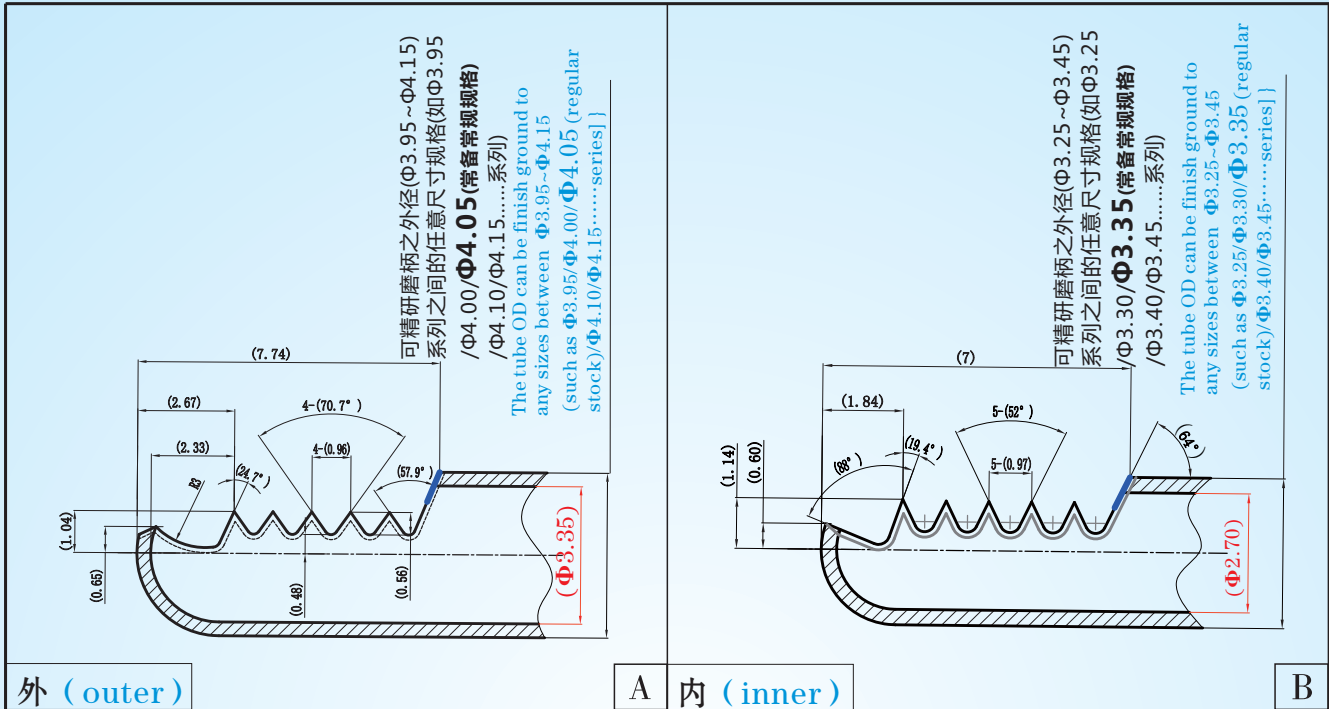 可精研磨柄之外径(Φ3.95~Φ4.15)
系列之间的任意尺寸规格(如Φ3.95
/Φ4.00/Φ4.05(常备常规规格)
/Φ4.10/Φ4.15......系列)
The tube OD can be finish ground to
any sizes between Φ3.95~Φ4.15
(such as Φ3.95/Φ4.00/Φ4.05 (regular
stock)/Φ4.10/Φ4.15······series] }
(7.74)
(2.67)
4-(70.7°)
(2.33)
(24.7°)
4-(0.96)
(57.9°)
R3
(1.04)
(0.65)
(0.48)
(0.56)
(Φ3.35)
外 ( outer )
A
可精研磨柄之外径(Φ3.25~Φ3.45)
系列之间的任意尺寸规格(如Φ3.25
/Φ3.30/Φ3.35(常备常规规格)
/Φ3.40/Φ3.45......系列)
The tube OD can be finish ground to
any sizes between Φ3.25~Φ3.45
(such as Φ3.25/Φ3.30/Φ3.35 (regular
stock)/Φ3.40/Φ3.45······series] }
(7)
(1.84)
5-(52°)
(19.4°)
64°)
(88°)
5-(0.97)
(1.14)
(0.60)
(Φ2.70)
内 ( inner )
B